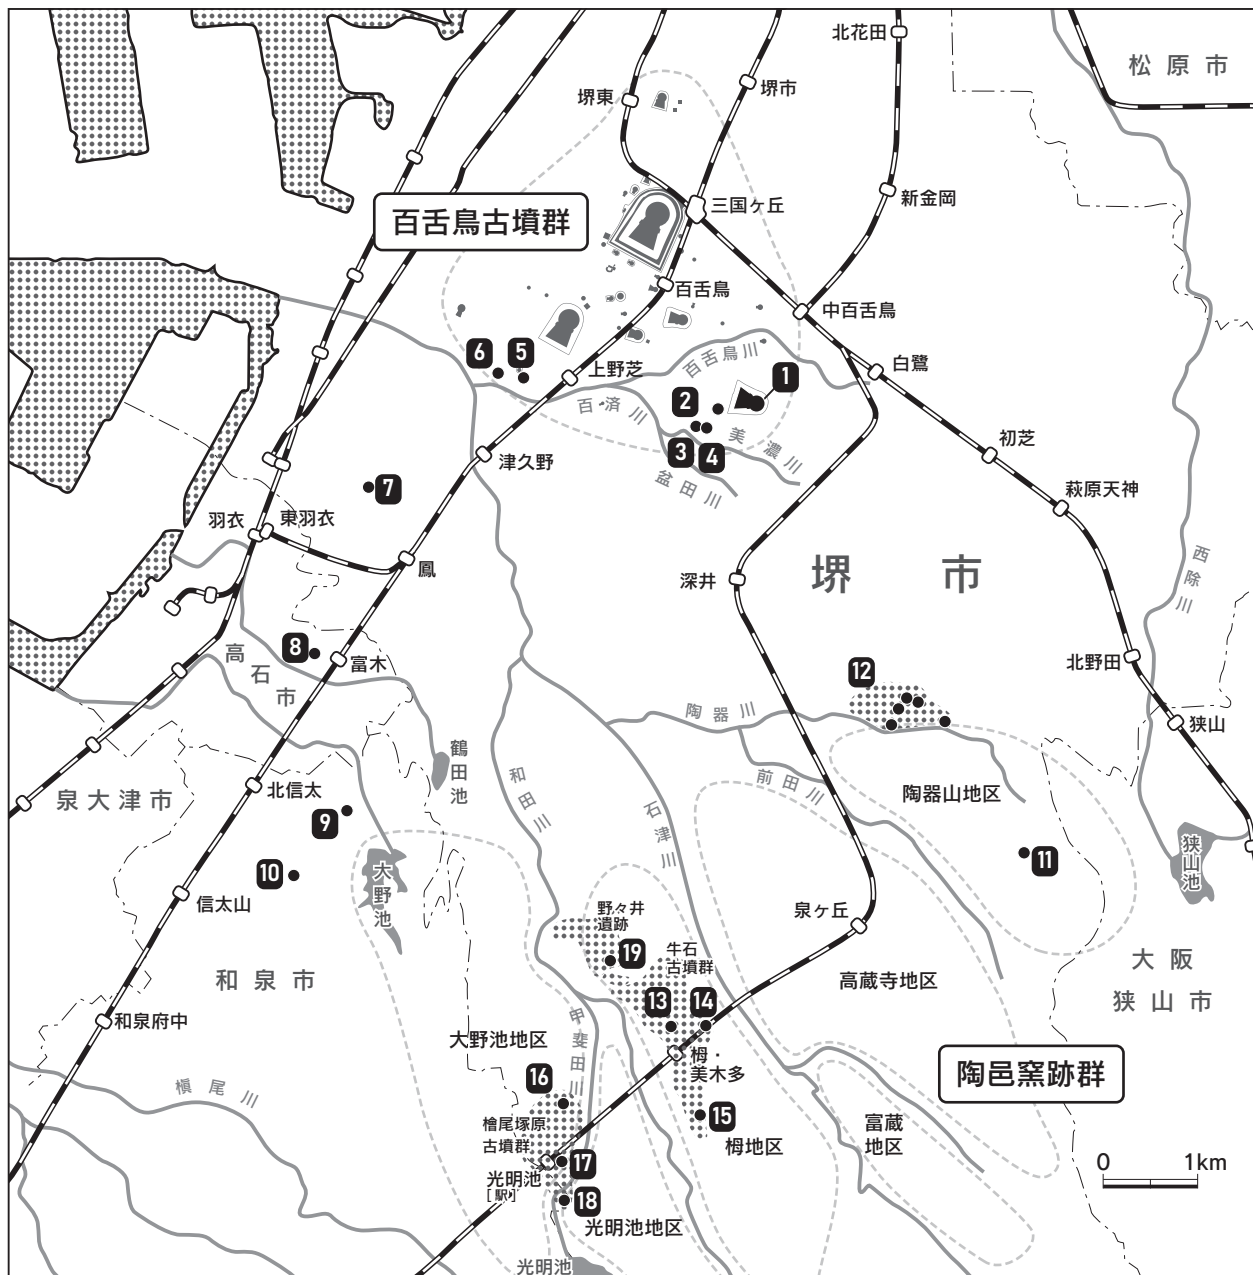 北花田
松原市
堺東
堺市
新金岡
三国ケ丘
百舌鳥古墳群
百舌鳥
中百舌鳥
百舌鳥川
白鷺
上野芝
6
5
1
2
3
4
百済川
美濃川
盆田川
初芝
津久野
萩原天神
7
羽衣
東羽衣
鳳
深井
堺市
西除川
8
富木
高石市
12
北野田
狭山
陶器川
前田川
陶器山地区
鶴田池
和田川
石津川
泉大津市
北信太
9
10
大野池
11
狭山池
信太山
野々井
遺跡
19
牛石
古墳群
泉ヶ丘
和泉市
高蔵寺地区
大阪
狭山市
13
14
和泉府中
大野池地区
甲斐田川
栂・
美木多
陶邑窯跡群
槇尾川
16
15
檜尾塚原
古墳群
栂地区
富蔵
地区
17
光明池
[駅]
18
光明池地区
光明池
0 1km